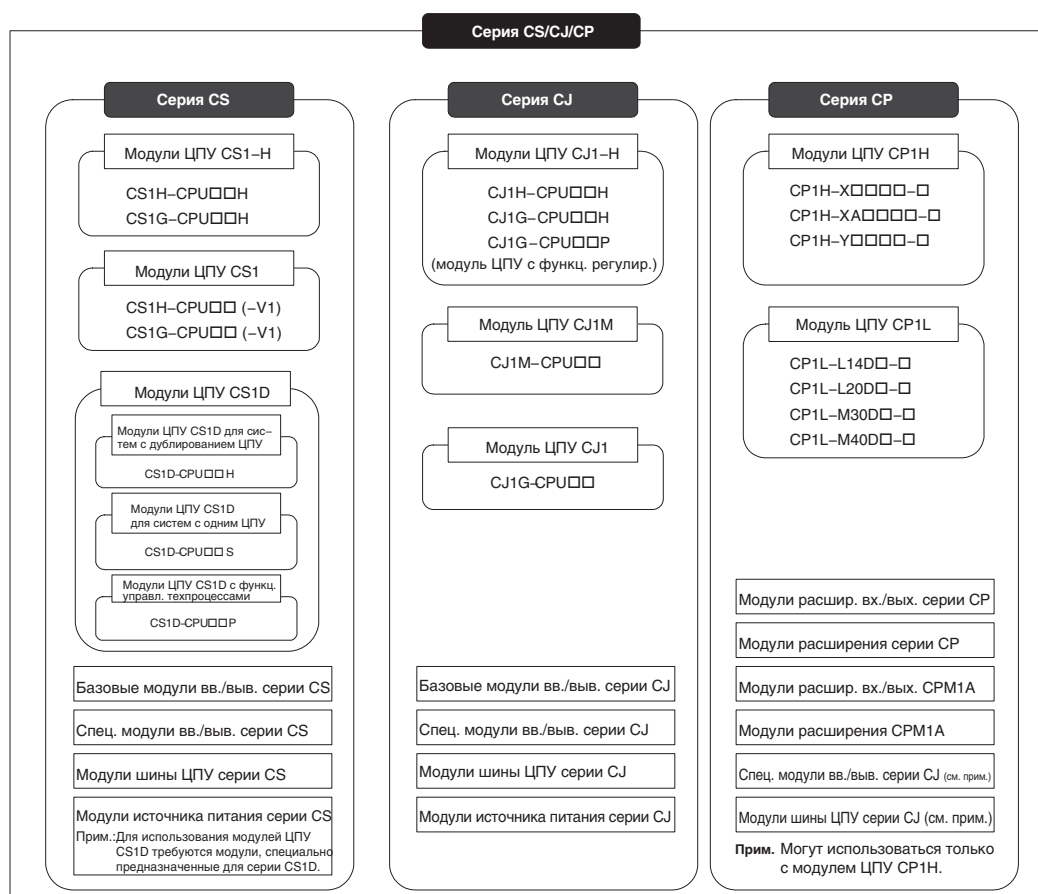 Серия CS/CJ/CP
Серия CS
Модули ЦПУ CS1–H
CS1H–CPU□□H
CS1G–CPU□□H
Модули ЦПУ CS1
CS1H–CPU□□ (–V1)
CS1G–CPU□□ (–V1)
Модули ЦПУ CS1D
Модули ЦПУ CS1D для сис–
тем с дублированием ЦПУ
CS1D-CPU□□H
Модули ЦПУ CS1D
для систем с одним ЦПУ
CS1D-CPU□□S
Модули ЦПУ CS1D с функц.
управл. техпроцессами
CS1D-CPU□□P
Базовые модули вв./выв. серии CS
Спец. модули вв./выв. серии CS
Модули шины ЦПУ серии CS
Модули источника питания серии CS
Прим.:Для использования модулей ЦПУ
CS1D требуются модули, специально
предназначенные для серии CS1D.
Серия CJ
Модули ЦПУ CJ1–H
CJ1H–CPU□□H
CJ1G–CPU□□H
CJ1G–CPU□□P
(модуль ЦПУ с функц. регулир.)
Модуль ЦПУ CJ1M
CJ1M–CPU□□
Модуль ЦПУ CJ1
CJ1G-CPU□□
Базовые модули вв./выв. серии CJ
Спец. модули вв./выв. серии CJ
Модули шины ЦПУ серии CJ
Модули источника питания серии CJ
Серия CP
Модули ЦПУ CP1H
CP1H–X□□□□–□
CP1H–XA□□□□–□
CP1H–Y□□□□–□
Модуль ЦПУ CP1L
CP1L–L14D□–□
CP1L–L20D□–□
CP1L–M30D□–□
CP1L–M40D□–□
Модули расшир. вх./вых. серии CP
Модули расширения серии CP
Модули расшир. вх./вых. CPM1A
Модули расширения CPM1A
Спец. модули вв./выв. серии CJ (см. прим.)
Модули шины ЦПУ серии CJ (см. прим.)
Прим. Могут использоваться только
с модулем ЦПУ CP1H.